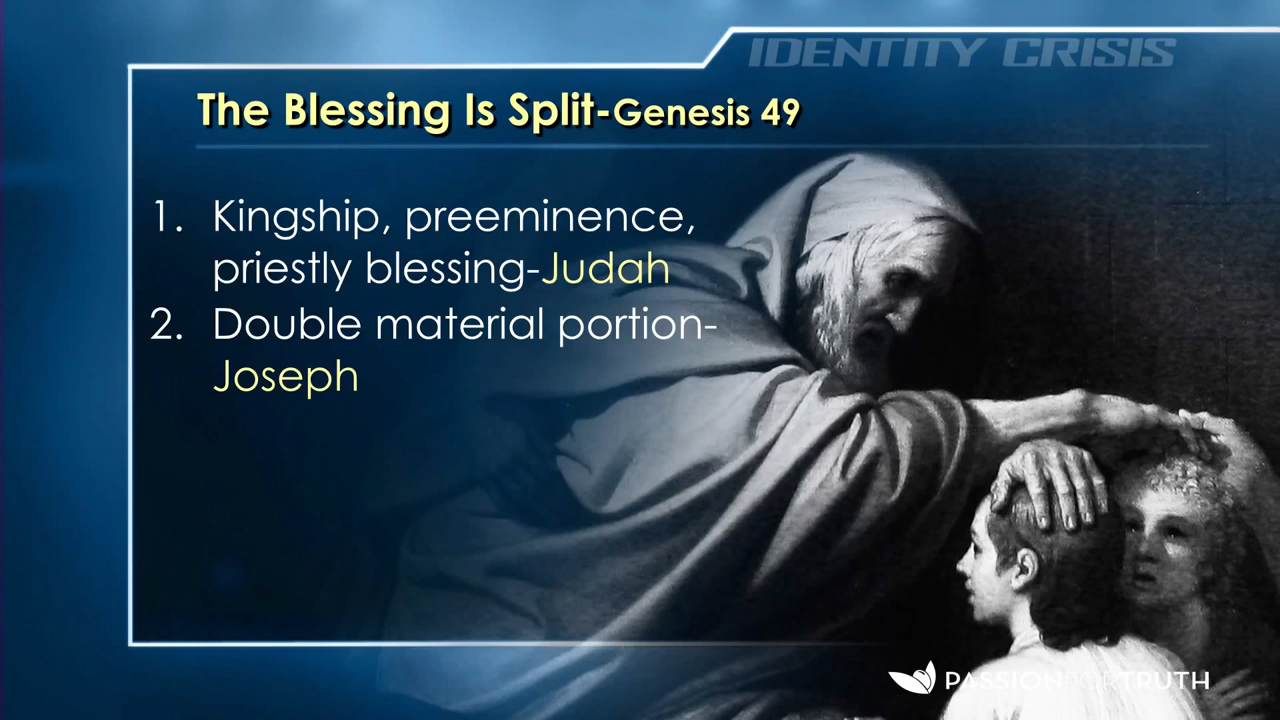 IDENTITY CRISIS
The Blessing Is Split-Genesis 49
1. Kingship, preeminence,
priestly blessing-Judah
2. Double material portion-
Joseph
PASSION FOR TRUTH